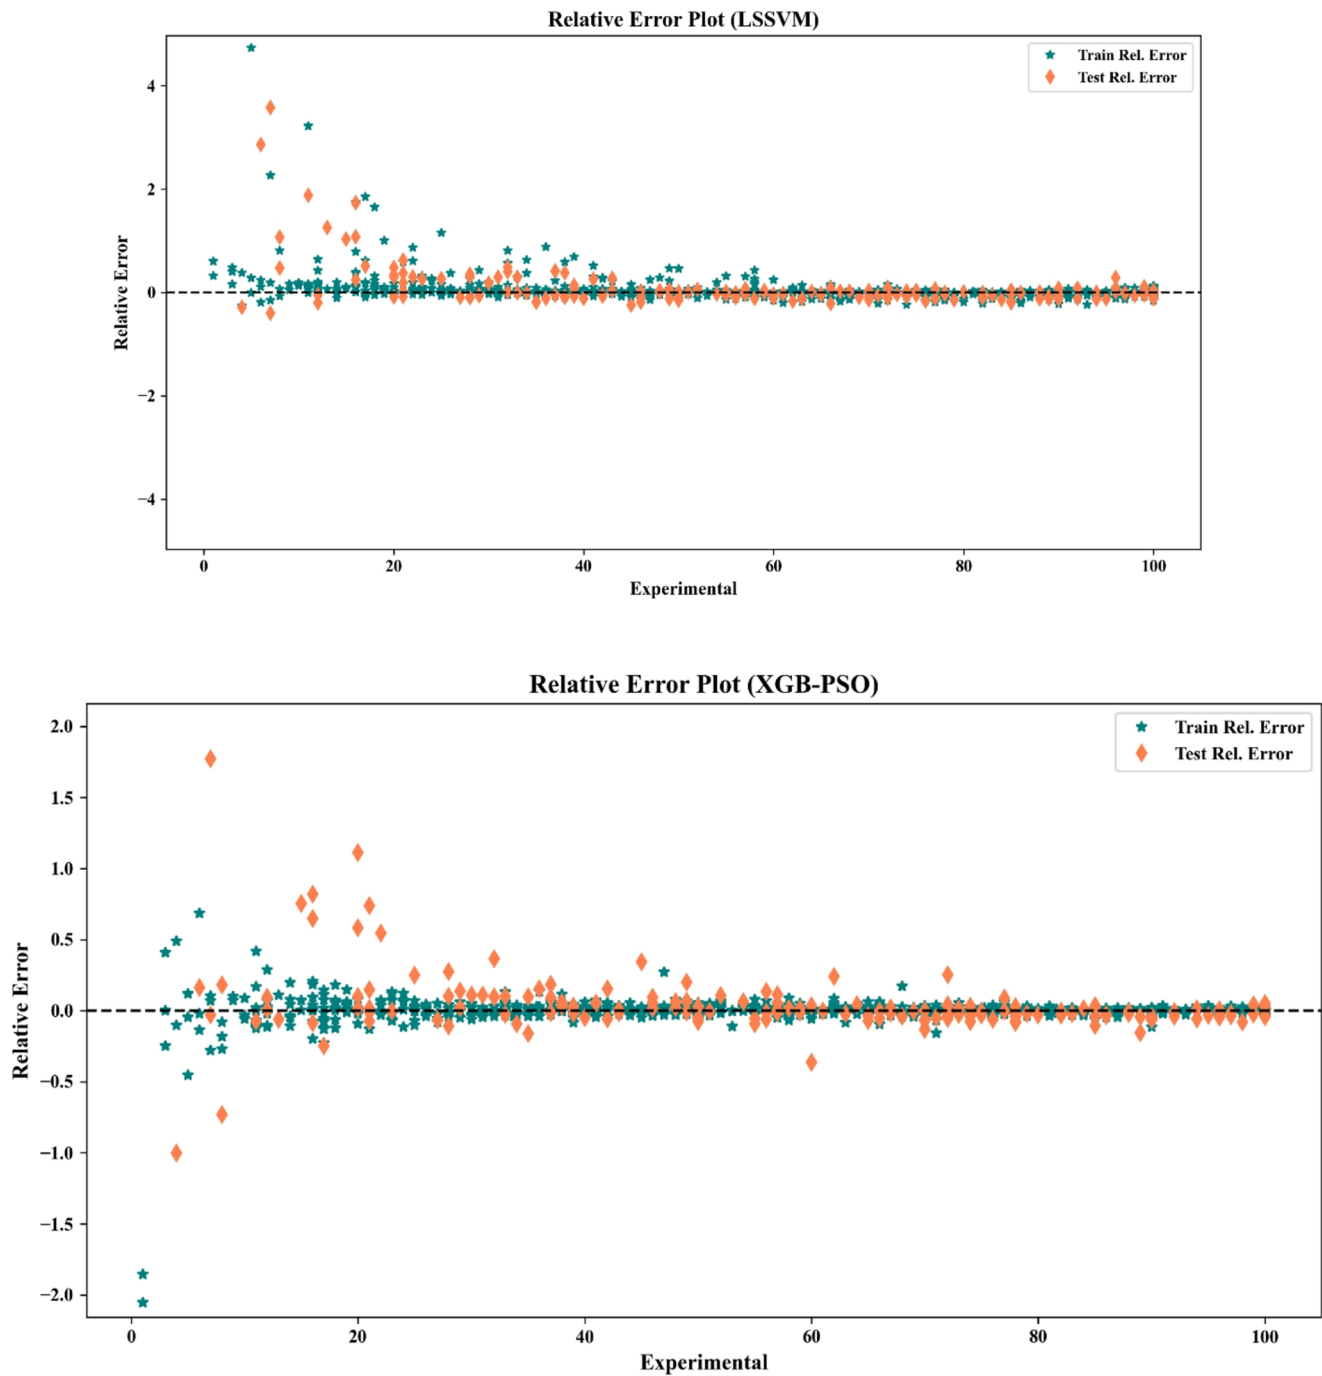 Relative Error Plot (LSSVM)
Train Rel. Error
Test Rel. Error
4
2
0
−2
−4
Relative Error
0 20 40 60 80 100
Experimental
Relative Error Plot (XGB-PSO)
Train Rel. Error
Test Rel. Error
2.0
1.5
1.0
0.5
0.0
−0.5
−1.0
−1.5
−2.0
Relative Error
0 20 40 60 80 100
Experimental